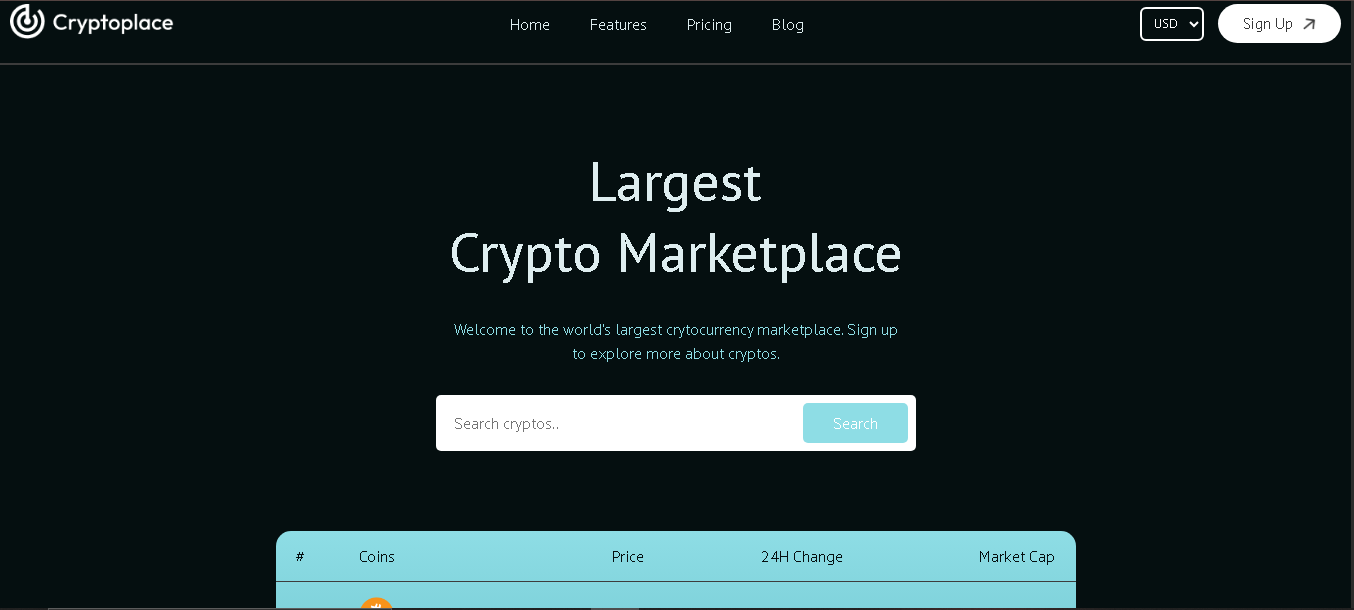 Cryptoplace
Home Features Pricing Blog
USD
Sign Up
Largest
Crypto Marketplace
Welcome to the world's largest crytocurrency marketplace. Sign up
to explore more about cryptos.
Search cryptos..
Search
# Coins Price 24H Change Market Cap